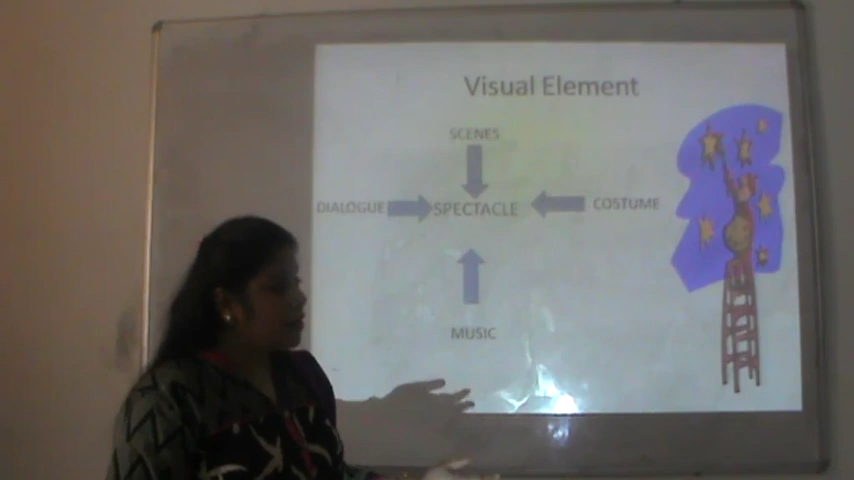 Visual Element
SCENES
DIALOGUE SPECTACLE COSTUME
MUSIC